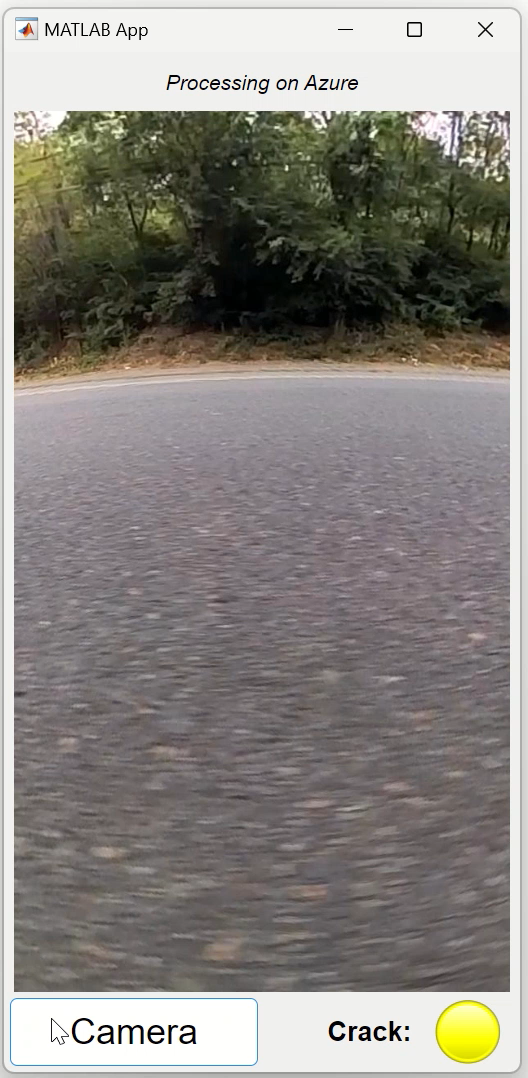 MATLAB App
Processing on Azure
Camera
Crack: